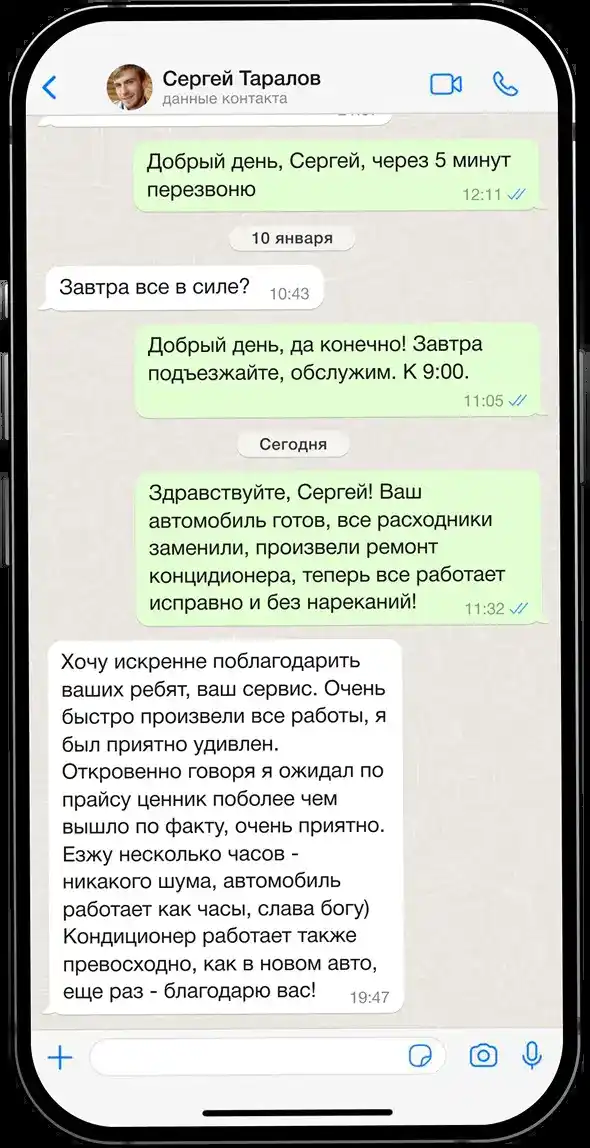 Сергей Таралов
данные контакта
Добрый день, Сергей, через 5 минут
перезвоню
12:11
10 января
Завтра все в силе?
10:43
Добрый день, да конечно! Завтра
подъезжайте, обслужим. К 9:00.
11:05
Сегодня
Здравствуйте, Сергей! Ваш
автомобиль готов, все расходники
заменили, произвели ремонт
концидионера, теперь все работает
исправно и без нареканий!
11:32
Хочу искренне поблагодарить
ваших ребят, ваш сервис. Очень
быстро произвели все работы, я
был приятно удивлен.
Откровенно говоря я ожидал по
прайсу ценник поболее чем
вышло по факту, очень приятно.
Езжу несколько часов -
никакого шума, автомобиль
работает как часы, слава богу)
Кондиционер работает также
превосходно, как в новом авто,
еще раз - благодарю вас!
19:47